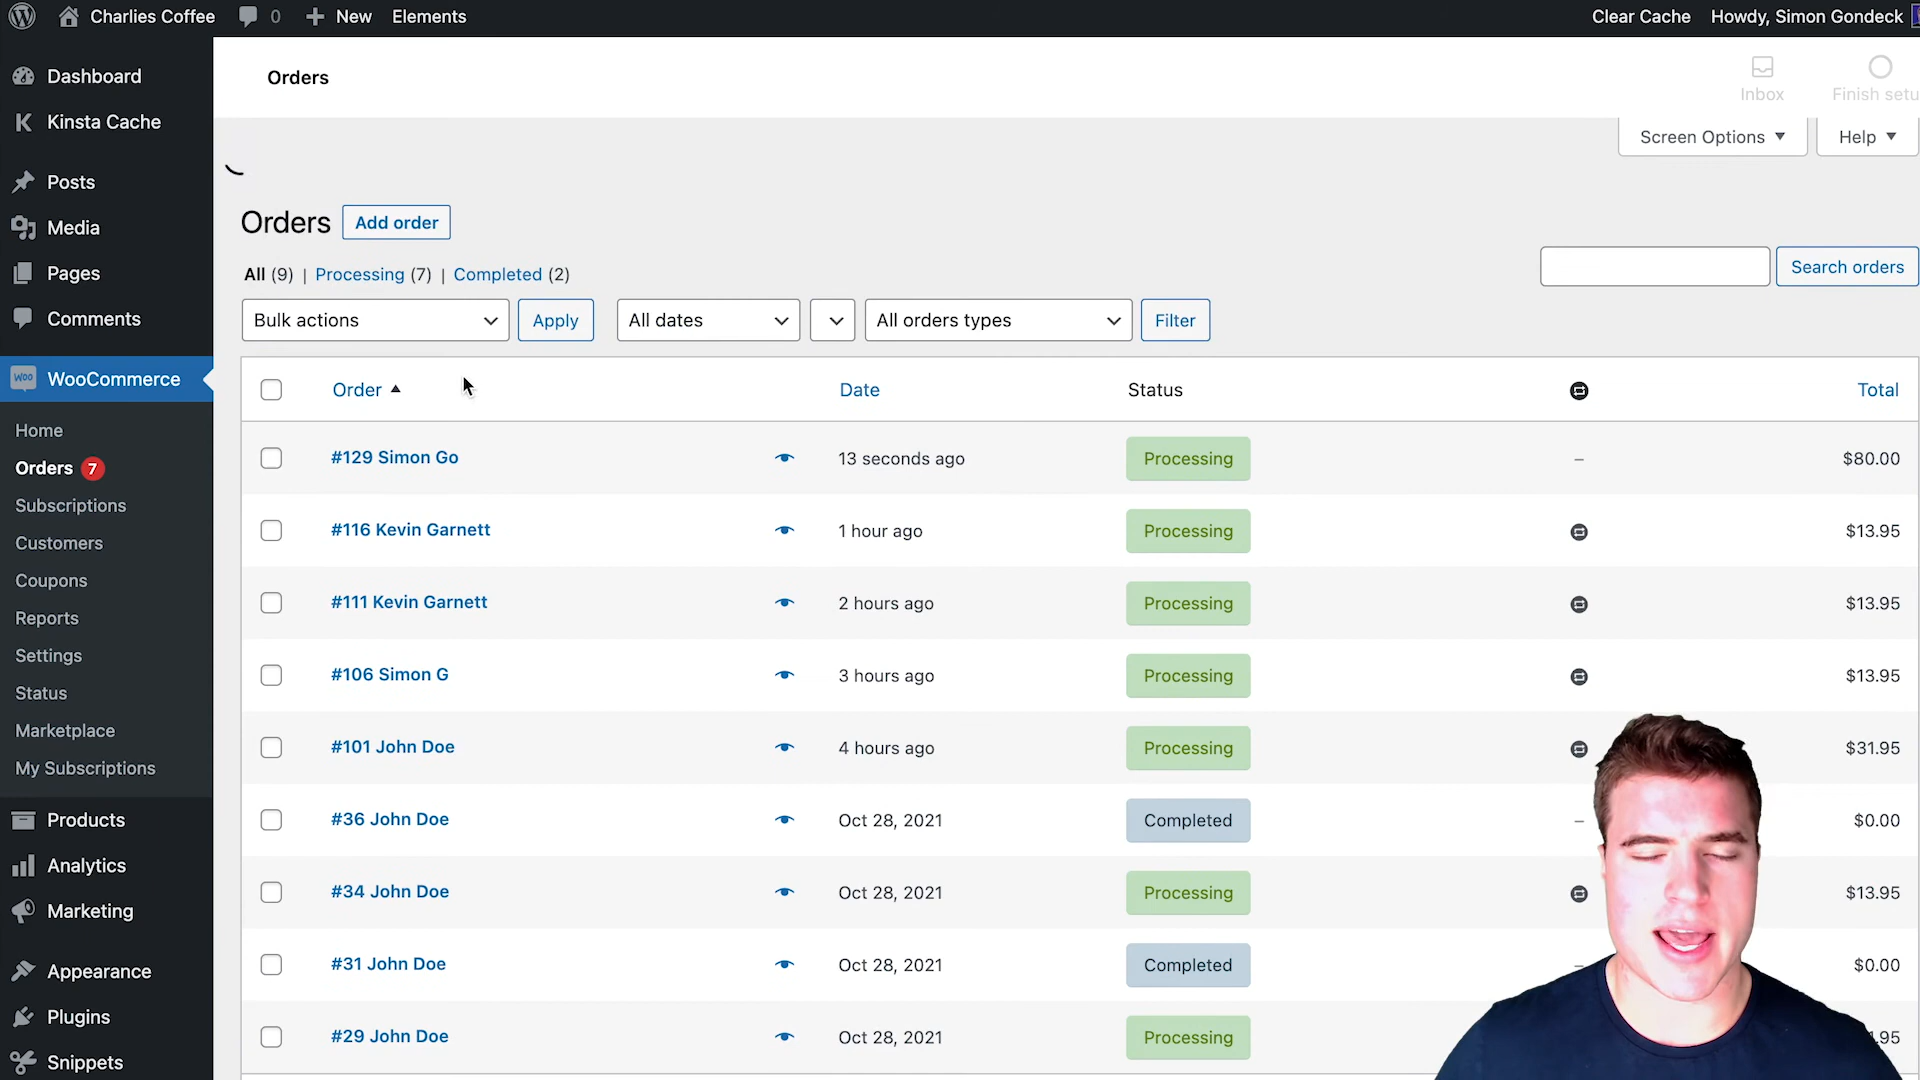 Charlies Coffee 0 New Elements Clear Cache Howdy, Simon Gondeck
Dashboard
Kinsta Cache
Posts
Media
Pages
Comments
WooCommerce
Home
Orders 7
Subscriptions
Customers
Coupons
Reports
Settings
Status
Marketplace
My Subscriptions
Products
Analytics
Marketing
Appearance
Plugins
Snippets
Orders
Inbox
Finish setu
Screen Options
Help
Orders Add order
All (9) | Processing (7) | Completed (2)
Search orders
Bulk actions Apply All dates All orders types Filter
Order Date Status Total
#129 Simon Go 13 seconds ago Processing – $80.00
#116 Kevin Garnett 1 hour ago Processing $13.95
#111 Kevin Garnett 2 hours ago Processing $13.95
#106 Simon G 3 hours ago Processing $13.95
#101 John Doe 4 hours ago Processing $31.95
#36 John Doe Oct 28, 2021 Completed – $0.00
#34 John Doe Oct 28, 2021 Processing $13.95
#31 John Doe Oct 28, 2021 Completed – $0.00
#29 John Doe Oct 28, 2021 Processing .95